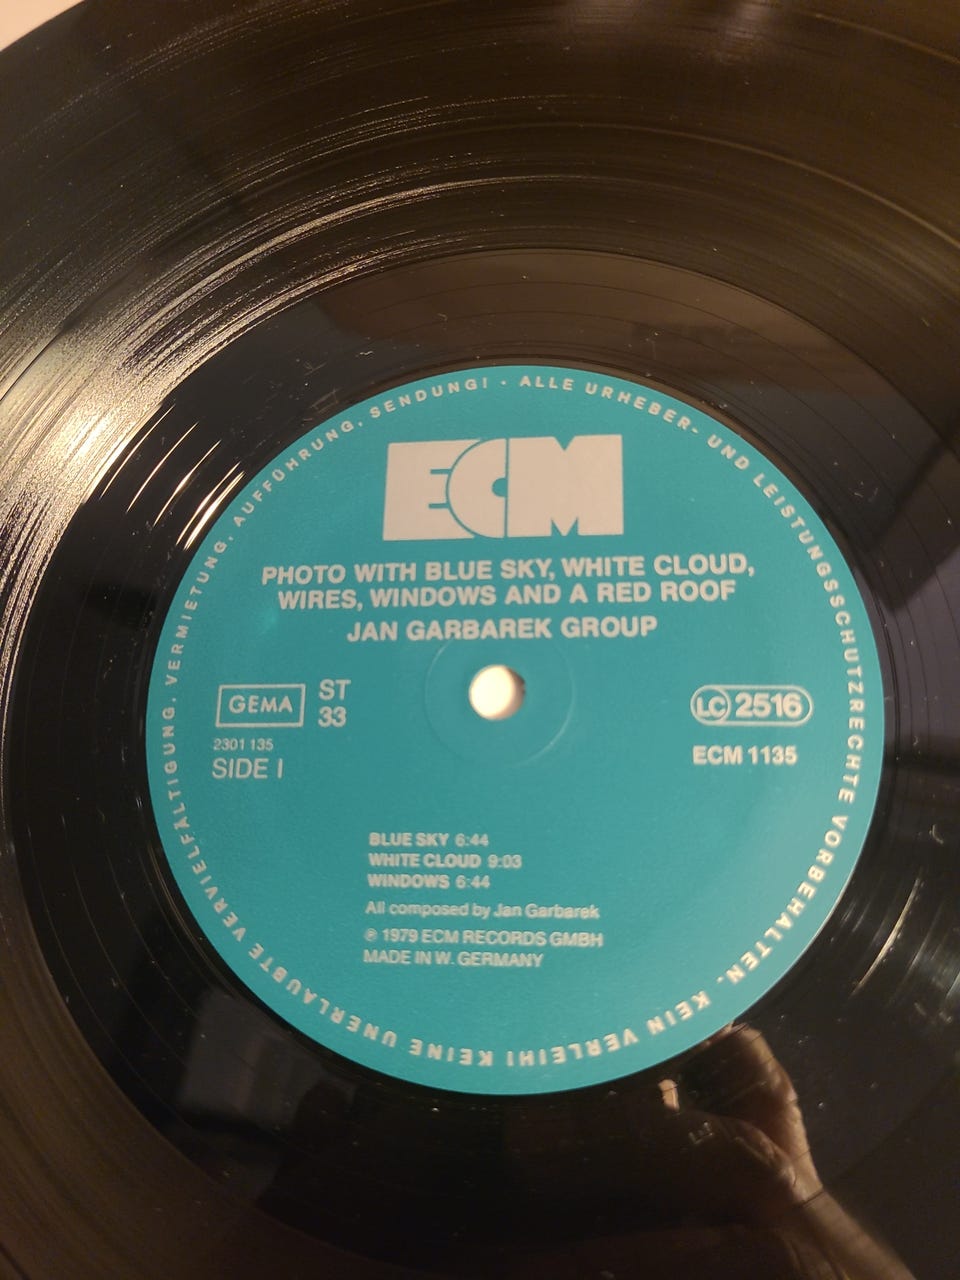 ECM
PHOTO WITH BLUE SKY, WHITE CLOUD,
WIRES, WINDOWS AND A RED ROOF
JAN GARBAREK GROUP
GEMA
ST
33
2301 135
SIDE I
LC 2516
ECM 1135
BLUE SKY 6:44
WHITE CLOUD 9:03
WINDOWS 6:44
All composed by Jan Garbarek
℗ 1979 ECM RECORDS GMBH
MADE IN W. GERMANY
ALLE URHEBER- UND LEISTUNGSSCHUTZRECHTE VORBEHALTEN. KEIN VERLEIH! KEINE UNERLAUBTE VERVIELFÄLTIGUNG, VERMIETUNG, AUFFÜHRUNG, SENDUNG! ·